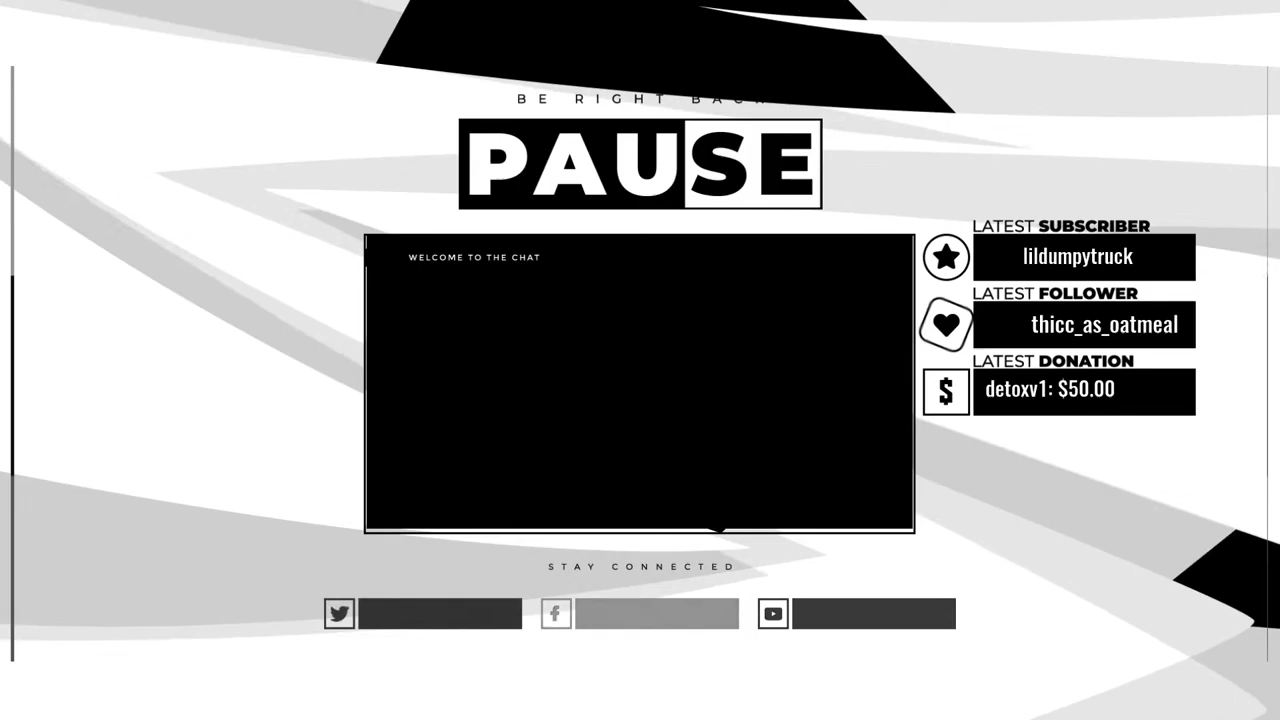 BE RIGHT BACK
PAUSE
WELCOME TO THE CHAT
LATEST SUBSCRIBER
lildumpytruck
LATEST FOLLOWER
thicc_as_oatmeal
LATEST DONATION
$ detoxv1: $50.00
STAY CONNECTED